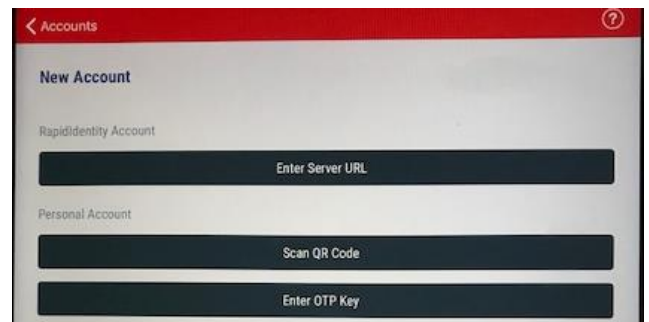 Accounts
New Account
RapidIdentity Account
Enter Server URL
Personal Account
Scan QR Code
Enter OTP Key